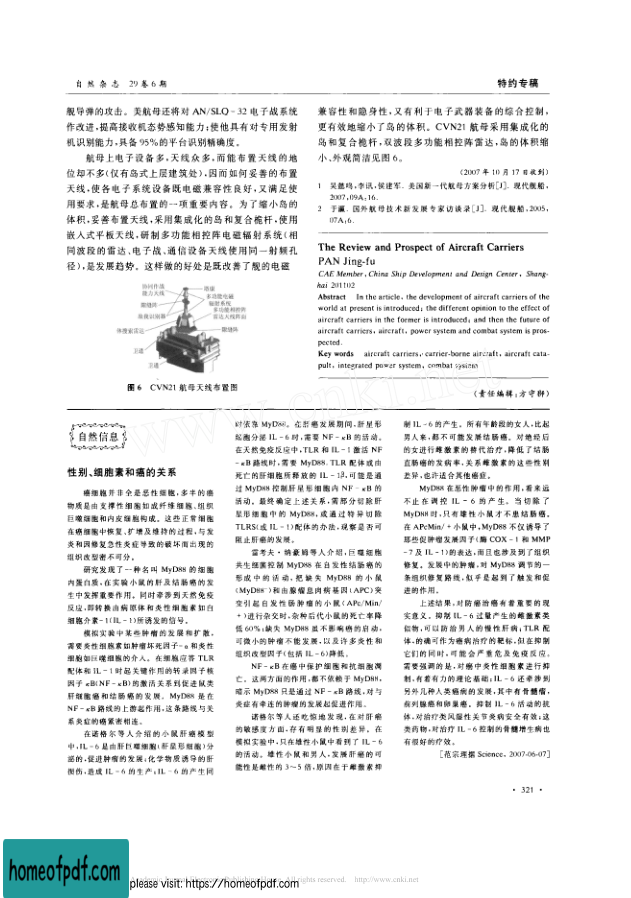 自然杂志 29卷6期
特约专稿
舰导弹的攻击。美航母还将对 AN/SLQ-32 电子战系统
作改进,提高接收机态势感知能力;使他具有对专用发射
机识别能力,具备 95%的平台识别精确度。
航母上电子设备多,天线众多,而能布置天线的地
位却不多(仅有岛式上层建筑处),因而如何妥善的布置
天线,使各电子系统设备既电磁兼容性良好,又满足使
用要求,是航母总布置的一项重要内容。为了缩小岛的
体积,妥善布置天线,采用集成化的岛和复合桅杆,使用
嵌入式平板天线,研制多功能相控阵电磁辐射系统(相
同波段的雷达、电子战、通信设备天线使用同一射频孔
径),是发展趋势。这样做的好处是既改善了舰的电磁
图 6 CVN21 航母天线布置图
兼容性和隐身性,又有利于电子武器装备的综合控制,
更有效地缩小了岛的体积。CVN21 航母采用集成化的
岛和复合桅杆,双波段多功能相控阵雷达,岛的体积缩
小、外观简洁见图 6。
(2007 年 10 月 17 日收到)
1 吴懿鸣,李讯,侯建军. 美国新一代航母方案分析[J]. 现代舰船,
2007,09A:16.
2 于瀛. 国外航母技术新发展专家访谈录[J]. 现代舰船,2005,
07A:6.
The Review and Prospect of Aircraft Carriers
PAN Jing-fu
CAE Member, China Ship Development and Design Center, Shang-
hai 201102
Abstract In the article, the development of aircraft carriers of the
world at present is introduced; the different opinion to the effect of
aircraft carriers in the former is introduced; and then the future of
aircraft carriers, aircraft, power system and combat system is pros-
pected.
Key words aircraft carriers, carrier-borne aircraft, aircraft cata-
pult, integrated power system, combat system
(责任编辑:方守狮)
自然信息
性别、细胞素和癌的关系
癌细胞并非全是恶性细胞,多半的癌
物质是由支撑性细胞如成纤维细胞、组织
巨噬细胞和内皮细胞构成。这些正常细胞
在癌细胞中恢复、扩增及维持的过程,与发
炎和因修复急性炎症导致的破坏而出现的
组织改型密不可分。
研究发现了一种名叫 MyD88 的细胞
内蛋白质,在实验小鼠的肝及结肠癌的发
生中发挥重要作用。同时牵涉到天然免疫
反应,即转换由病原体和炎性细胞素如白
细胞介素-1(IL-1)所诱发的信号。
模拟实验中某些肿瘤的发展和扩散,
需要炎性细胞素如肿瘤坏死因子-α和炎性
细胞如巨噬细胞的介入。在细胞应答 TLR
配体和 IL-1 时起关键作用的转录因子核
因子 κB(NF-κB)的激活关系到促进鼠类
肝细胞癌和结肠癌的发展。MyD88 是在
NF-κB 路线的上游起作用,这条路线与关
系炎症的癌紧密相连。
在诺格尔等人介绍的小鼠肝癌模型
中,IL-6 是由肝巨噬细胞(肝星形细胞)分
泌的,促进肿瘤的发展;化学物质诱导的肝
损伤,造成 IL-6 的生产;IL-6 的产生同
时依靠 MyD88。在肝癌发展期间,肝星形
细胞分泌 IL-6 时,需要 NF-κB 的活动。
在天然免疫反应中,TLR 和 IL-1 激活 NF
-κB 路线时,需要 MyD88. TLR 配体或由
死亡的肝细胞所释放的 IL-1β,可能是通
过 MyD88 控制肝星形细胞内 NF-κB 的
活动。最终确定上述关系,需部分切除肝
星形细胞中的 MyD88,或通过特异切除
TLRS(或 IL-1)配体的办法,观察是否可
阻止肝癌的发展。
雷考夫·纳豪姆等人介绍,巨噬细胞
共生细菌控制 MyD88 在自发性结肠癌的
形成中的活动,把缺失 MyD88 的小鼠
(MyD88-)和由腺瘤息肉病基因(APC)突
变引起自发性肠肿瘤的小鼠(APc/Min/
+)进行杂交时,杂种后代小鼠的死亡率降
低 60%;缺失 MyD88 虽不影响癌的启动,
可微小的肿瘤不能发展,以及许多炎性和
组织改型因子(包括 IL-6)降低。
NF-κB 在癌中保护细胞和抗细胞凋
亡。这两方面的作用,都不依赖于 MyD88,
暗示 MyD88 只是通过 NF-κB 路线,对与
炎症有牵连的肿瘤的发展起促进作用。
诺格尔等人还吃惊地发现,在对肝癌
的敏感度方面,存有明显的性别差异。在
模拟实验中,只在雄性小鼠中看到了 IL-6
的活动。雄性小鼠和男人,发展肝癌的可
能性是雌性的 3~5 倍,原因在于雌激素抑
制 IL-6 的产生。所有年龄段的女人,比起
男人来,都不可能发展结肠癌。对绝经后
的女进行雌激素的替代治疗,降低了结肠
直肠癌的发病率,关系雌激素的这些性别
差异,也许适合其他癌症。
MyD88 在恶性肿瘤中的作用,看来远
不止在调控 IL-6 的产生。当切除了
MyD88 时,只有雄性小鼠才不患结肠癌。
在 APcMin/+小鼠中,MyD88 不仅诱导了
那些促肿瘤发展因子(酶 COX-1 和 MMP
-7 及 IL-1)的表达,而且也涉及到了组织
修复。发展中的肿瘤,对 MyD88 调节的一
条组织修复路线,似乎是起到了触发和促
进的作用。
上述结果,对防癌治癌有着重要的现
实意义。抑制 IL-6 过量产生的雌激素类
似物,可以防治男人的慢性肝病;TLR 配
体,的确可作为癌病治疗的靶标,但在抑制
它们的同时,可能会严重危及免疫反应。
需要强调的是,对癌中炎性细胞素进行抑
制,有着有力的理论基础;IL-6 还牵涉到
另外几种人类癌病的发展,其中有骨髓瘤,
前列腺癌和卵巢癌。抑制 IL-6 活动的抗
体,对治疗类风湿性关节炎病安全有效;这
类药物,对治疗 IL-6 控制的骨髓增生病也
有很好的疗效。
[范宗理据 Science, 2007-06-07]
· 321 ·
homeofpdf.com
please visit: https://homeofpdf.com
rights reserved. http://www.cnki.net